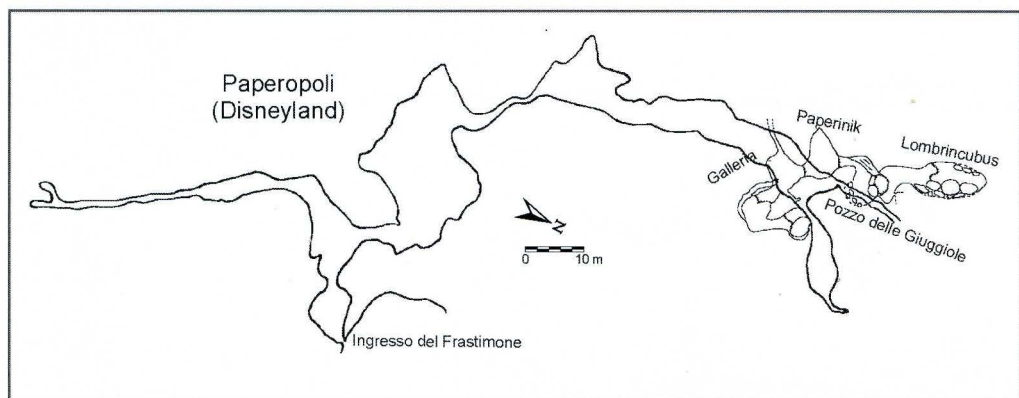 Paperopoli
(Disneyland)
Paperinik
Lombrincubus
Galleria
Pozzo delle Giuggiole
N
0 10 m
Ingresso del Frastimone